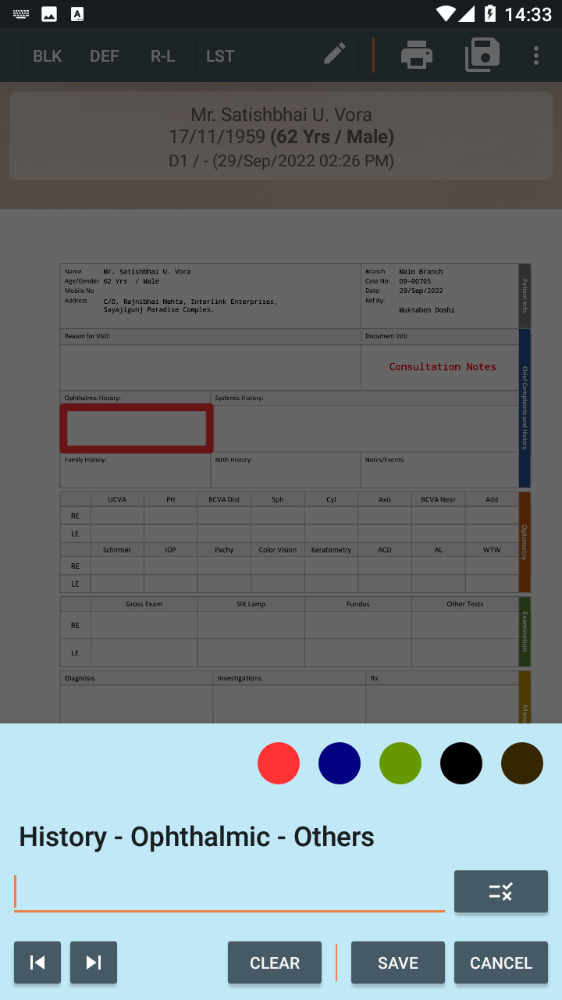 14:33
BLK DEF R-L LST
Mr. Satishbhai U. Vora
17/11/1959 (62 Yrs / Male)
D1 / - (29/Sep/2022 02:26 PM)
Name Mr. Satishbhai U. Vora
Age/Gender 62 Yrs / Male
Mobile No
Address C/O, Rajnibhai Mehta, Interlink Enterprises,
Sayajigunj Paradise Complex,
Branch Main Branch
Case No: 09-00705
Date: 29/Sep/2022
Ref By:
Muktaben Doshi
Patient Info
Reason for Visit: Document Info
Consultation Notes
Chief Complaints and History
Ophthalmic History: Systemic History:
Family History: Birth History: Notes/Events:
UCVA PH BCVA Dist Sph Cyl Axis BCVA Near Add
RE
LE
Optometry
Schirmer IOP Pachy Color Vision Keratometry ACD AL WTW
RE
LE
Gross Exam Slit Lamp Fundus Other Tests
RE
LE
Examination
Diagnosis Investigations Rx
Mana
History - Ophthalmic - Others
CLEAR SAVE CANCEL